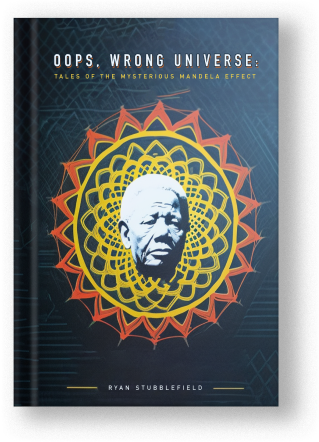 OOPS, WRONG UNIVERSE:
TALES OF THE MYSTERIOUS MANDELA EFFECT
RYAN STUBBLEFIELD